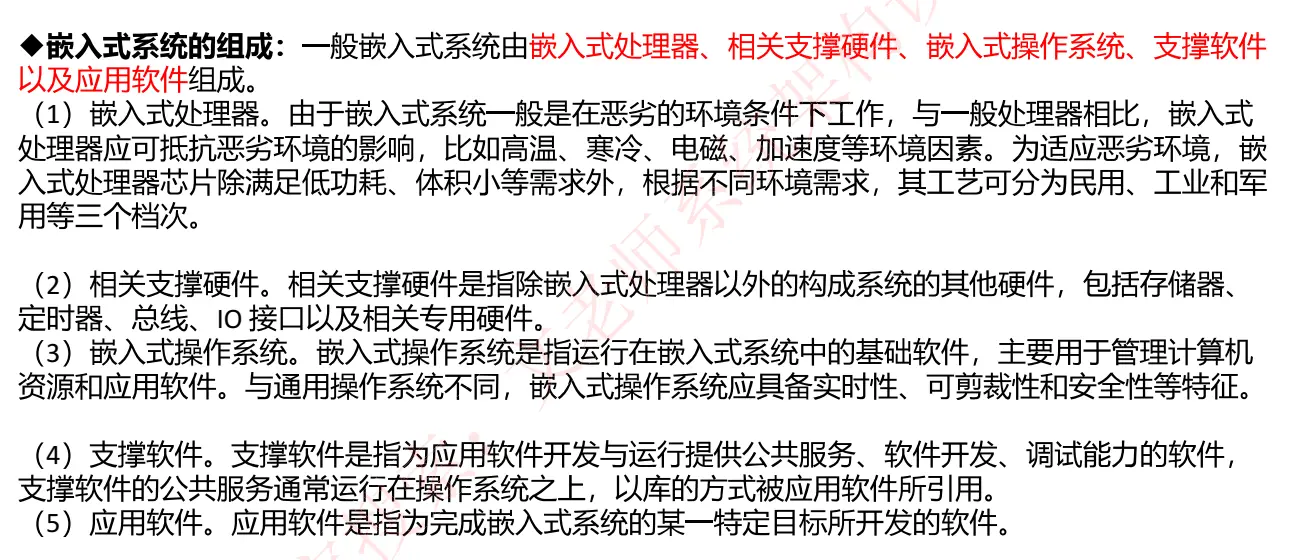 ◆嵌入式系统的组成：一般嵌入式系统由嵌入式处理器、相关支撑硬件、嵌入式操作系统、支撑软件
以及应用软件组成。
（1）嵌入式处理器。由于嵌入式系统一般是在恶劣的环境条件下工作，与一般处理器相比，嵌入式
处理器应可抵抗恶劣环境的影响，比如高温、寒冷、电磁、加速度等环境因素。为适应恶劣环境，嵌
入式处理器芯片除满足低功耗、体积小等需求外，根据不同环境需求，其工艺可分为民用、工业和军
用等三个档次。
（2）相关支撑硬件。相关支撑硬件是指除嵌入式处理器以外的构成系统的其他硬件，包括存储器、
定时器、总线、IO 接口以及相关专用硬件。
（3）嵌入式操作系统。嵌入式操作系统是指运行在嵌入式系统中的基础软件，主要用于管理计算机
资源和应用软件。与通用操作系统不同，嵌入式操作系统应具备实时性、可剪裁性和安全性等特征。
（4）支撑软件。支撑软件是指为应用软件开发与运行提供公共服务、软件开发、调试能力的软件，
支撑软件的公共服务通常运行在操作系统之上，以库的方式被应用软件所引用。
（5）应用软件。应用软件是指为完成嵌入式系统的某一特定目标所开发的软件。
文老师系统架构设